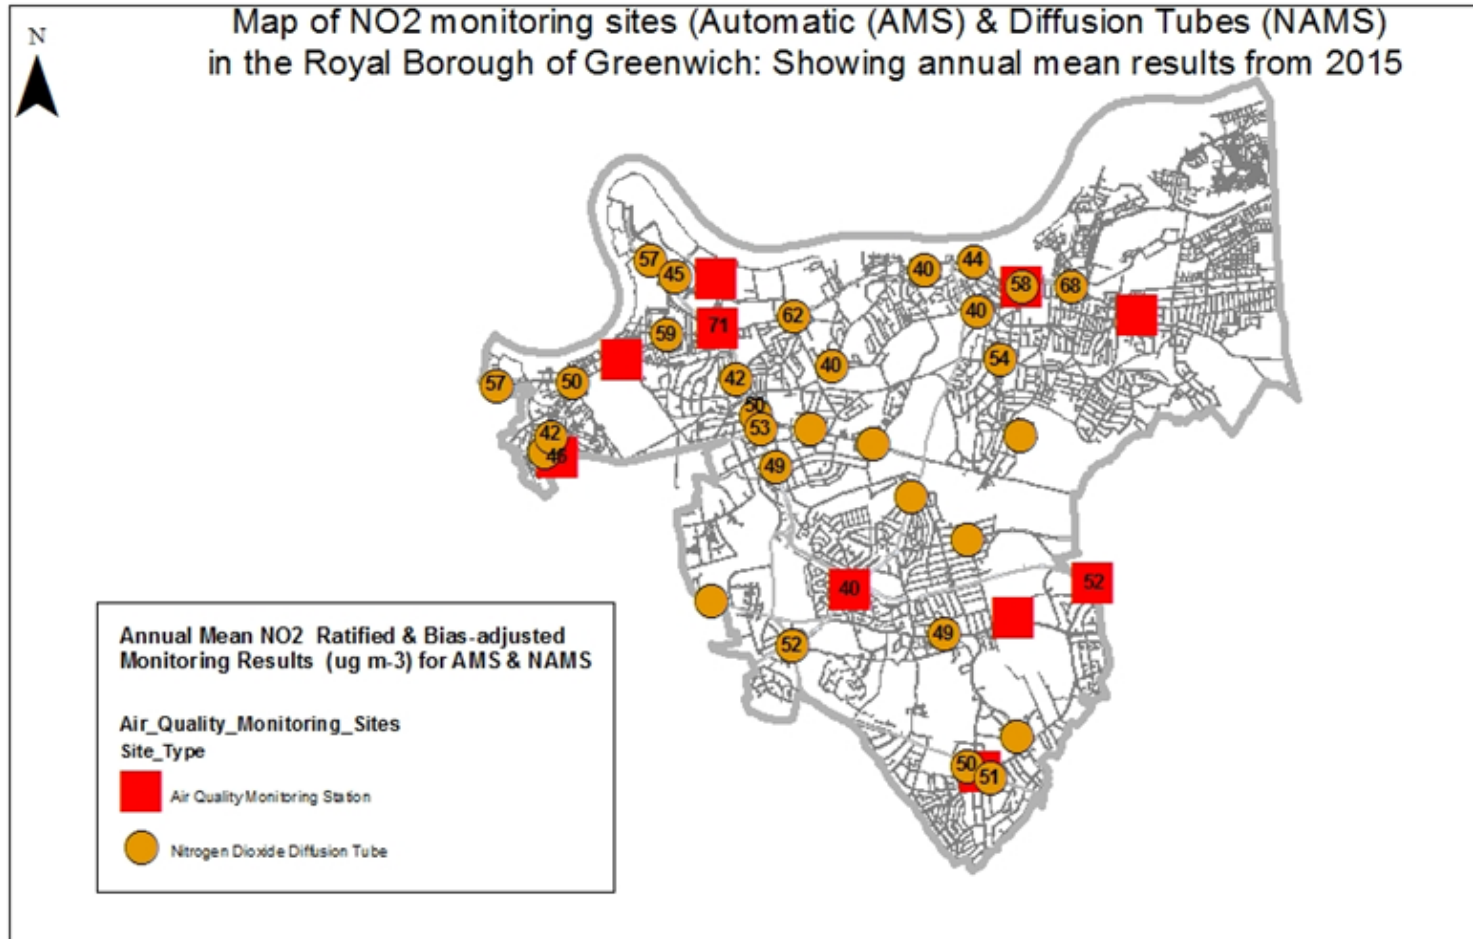 Map of NO2 monitoring sites (Automatic (AMS) & Diffusion Tubes (NAMS)
in the Royal Borough of Greenwich: Showing annual mean results from 2015
N
44
57
40
45
58
68
62
40
71
59
54
40
42
57
50
50
53
42
46
49
52
40
49
52
50
51
Annual Mean NO2 Ratified & Bias-adjusted
Monitoring Results (ug m-3) for AMS & NAMS
Air_Quality_Monitoring_Sites
Site_Type
Air Quality Monitoring Station
Nitrogen Dioxide Diffusion Tube